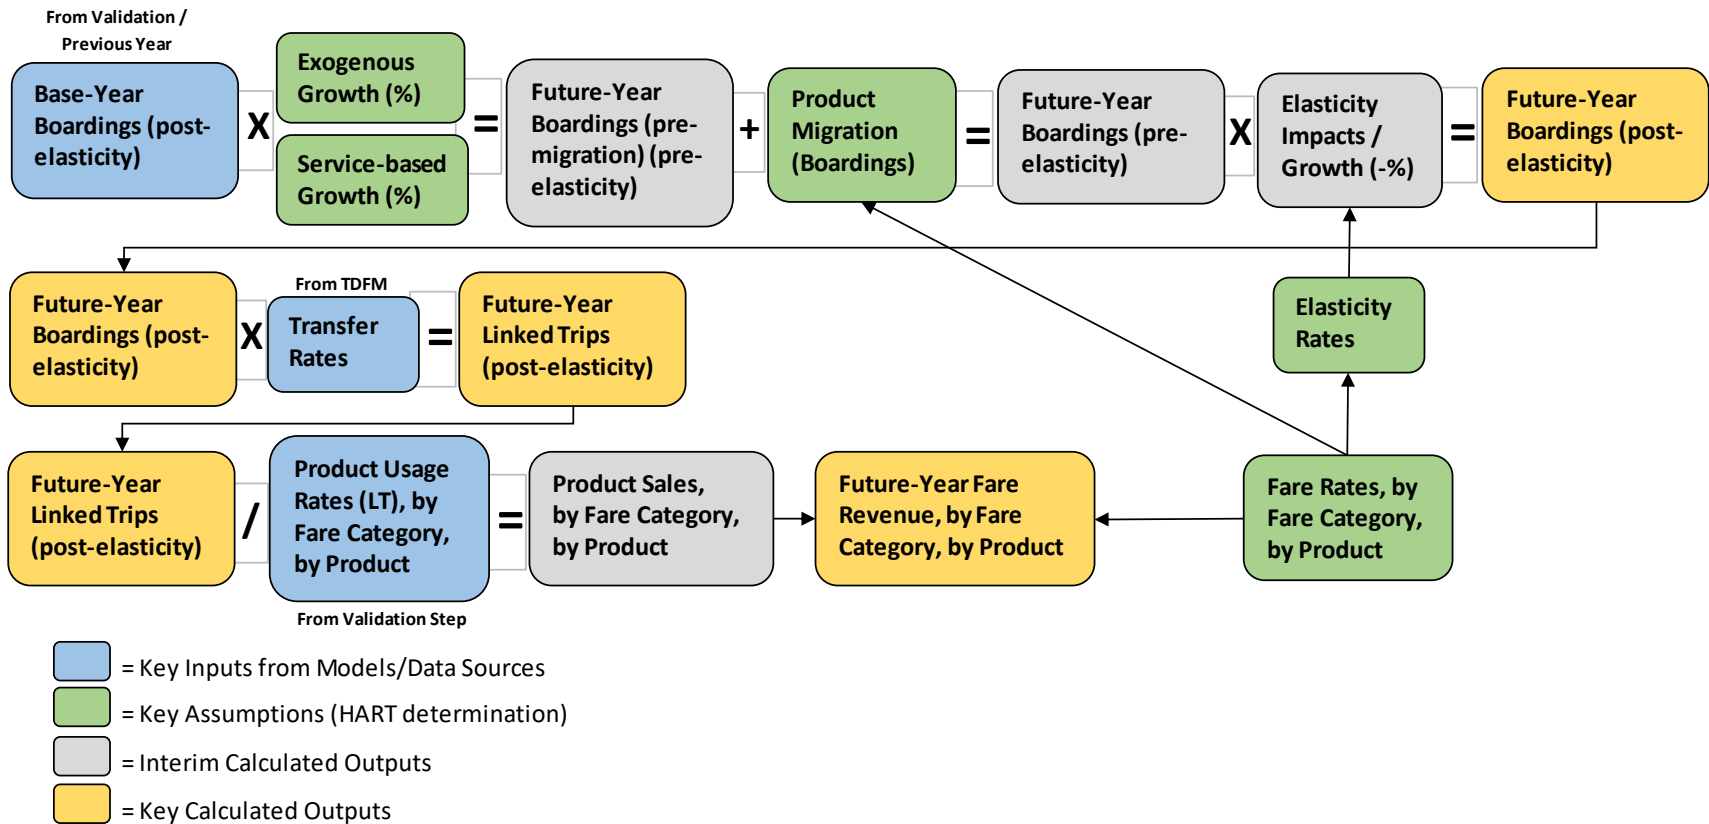 From Validation /
Previous Year
Base-Year
Boardings (post-
elasticity)
X
Exogenous
Growth (%)
Service-based
Growth (%)
=
Future-Year
Boardings (pre-
migration) (pre-
elasticity)
+
Product
Migration
(Boardings)
=
Future-Year
Boardings (pre-
elasticity)
X
Elasticity
Impacts /
Growth (-%)
=
Future-Year
Boardings (post-
elasticity)
Future-Year
Boardings (post-
elasticity)
X
From TDFM
Transfer
Rates
=
Future-Year
Linked Trips
(post-elasticity)
Elasticity
Rates
Future-Year
Linked Trips
(post-elasticity)
/
Product Usage
Rates (LT), by
Fare Category,
by Product
From Validation Step
=
Product Sales,
by Fare Category,
by Product
Future-Year Fare
Revenue, by Fare
Category, by Product
Fare Rates, by
Fare Category,
by Product
= Key Inputs from Models/Data Sources
= Key Assumptions (HART determination)
= Interim Calculated Outputs
= Key Calculated Outputs